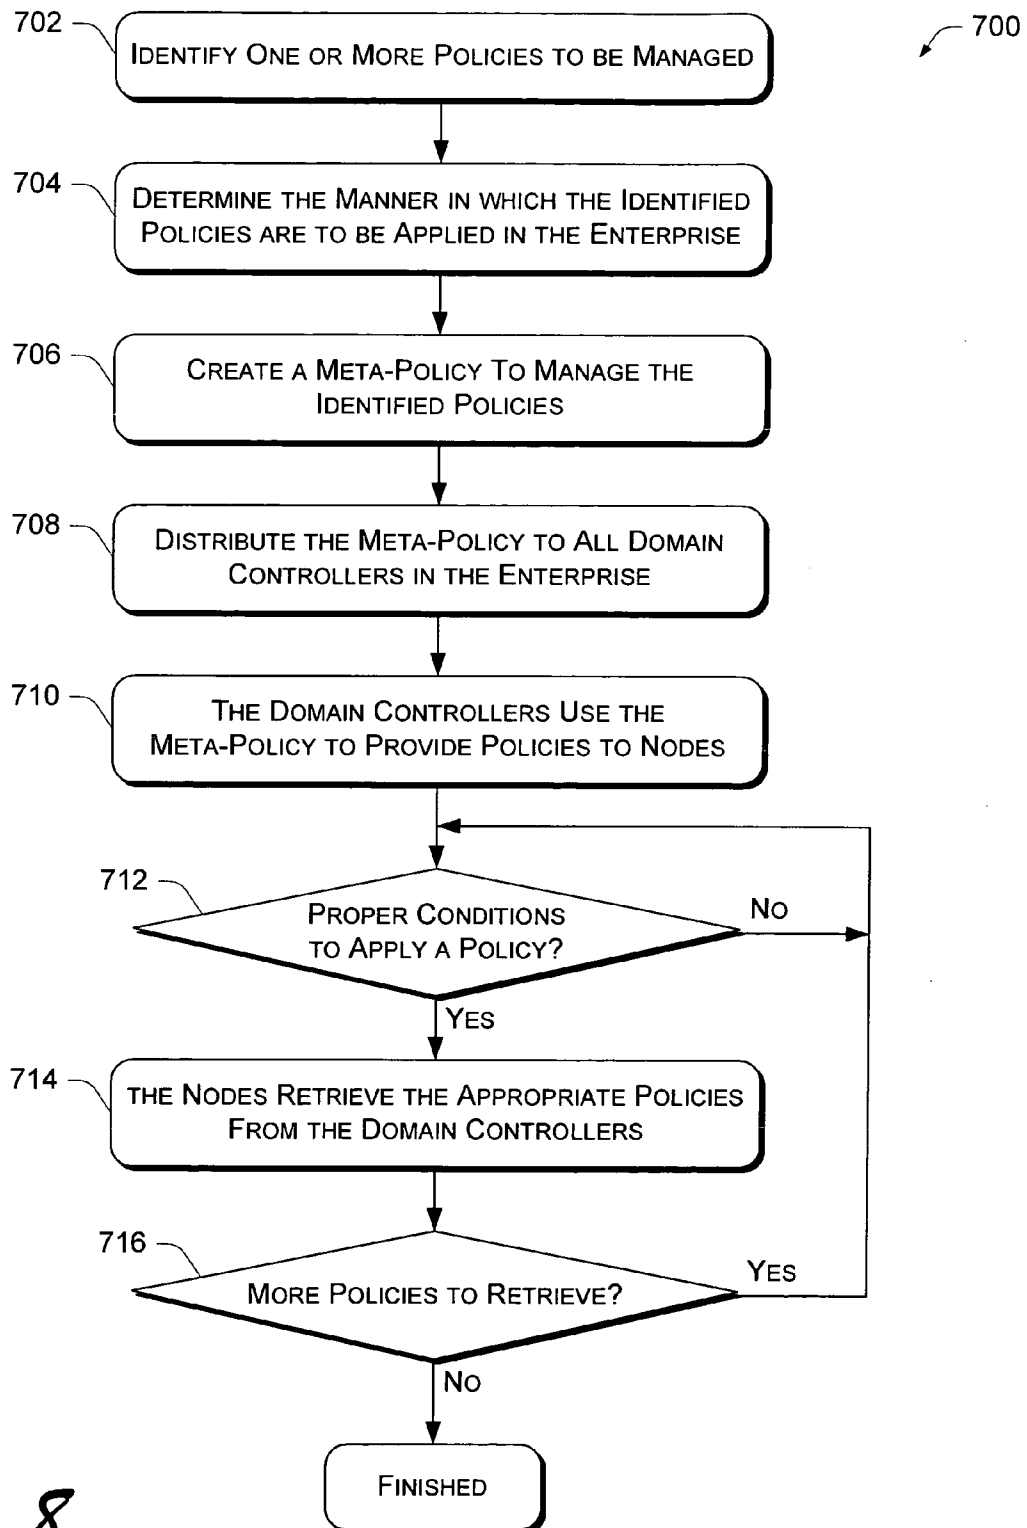 702
700
IDENTIFY ONE OR MORE POLICIES TO BE MANAGED
704
DETERMINE THE MANNER IN WHICH THE IDENTIFIED
POLICIES ARE TO BE APPLIED IN THE ENTERPRISE
706
CREATE A META-POLICY TO MANAGE THE
IDENTIFIED POLICIES
708
DISTRIBUTE THE META-POLICY TO ALL DOMAIN
CONTROLLERS IN THE ENTERPRISE
710
THE DOMAIN CONTROLLERS USE THE
META-POLICY TO PROVIDE POLICIES TO NODES
712
PROPER CONDITIONS
TO APPLY A POLICY?
NO
YES
714
THE NODES RETRIEVE THE APPROPRIATE POLICIES
FROM THE DOMAIN CONTROLLERS
716
MORE POLICIES TO RETRIEVE?
YES
NO
FINISHED
8